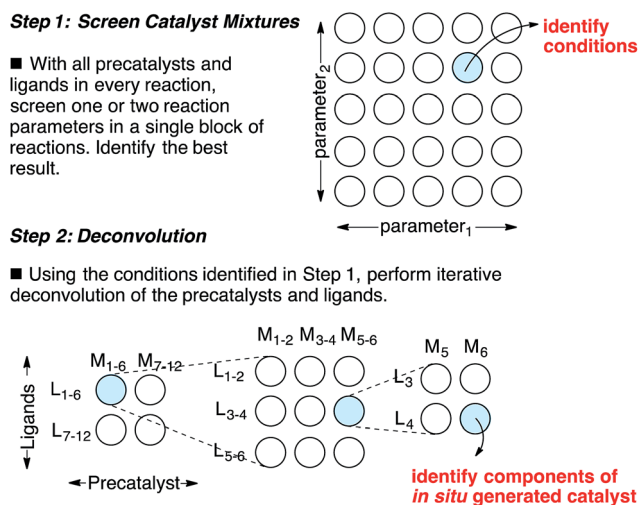 Step 1: Screen Catalyst Mixtures
■ With all precatalysts and
ligands in every reaction,
screen one or two reaction
parameters in a single block of
reactions. Identify the best
result.
identify
conditions
parameter2
parameter1
Step 2: Deconvolution
■ Using the conditions identified in Step 1, perform iterative
deconvolution of the precatalysts and ligands.
M1-6 M7-12
L1-6
L7-12
Ligands
Precatalyst
M1-2 M3-4 M5-6
L1-2
L3-4
L5-6
M5 M6
L3
L4
identify components of
in situ generated catalyst